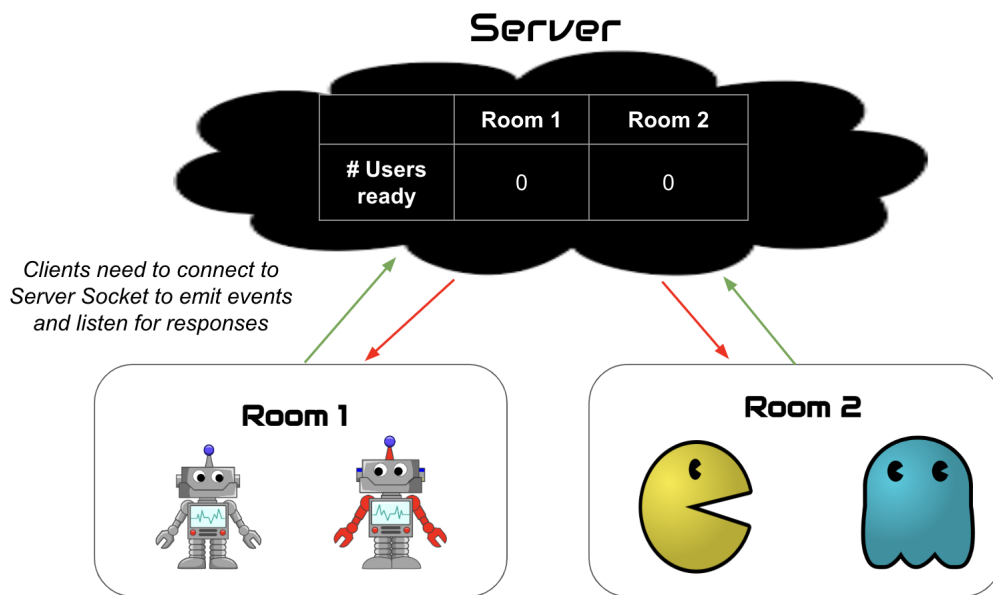 Server
Room 1 Room 2
# Users
ready 0 0
Clients need to connect to
Server Socket to emit events
and listen for responses
Room 1
Room 2